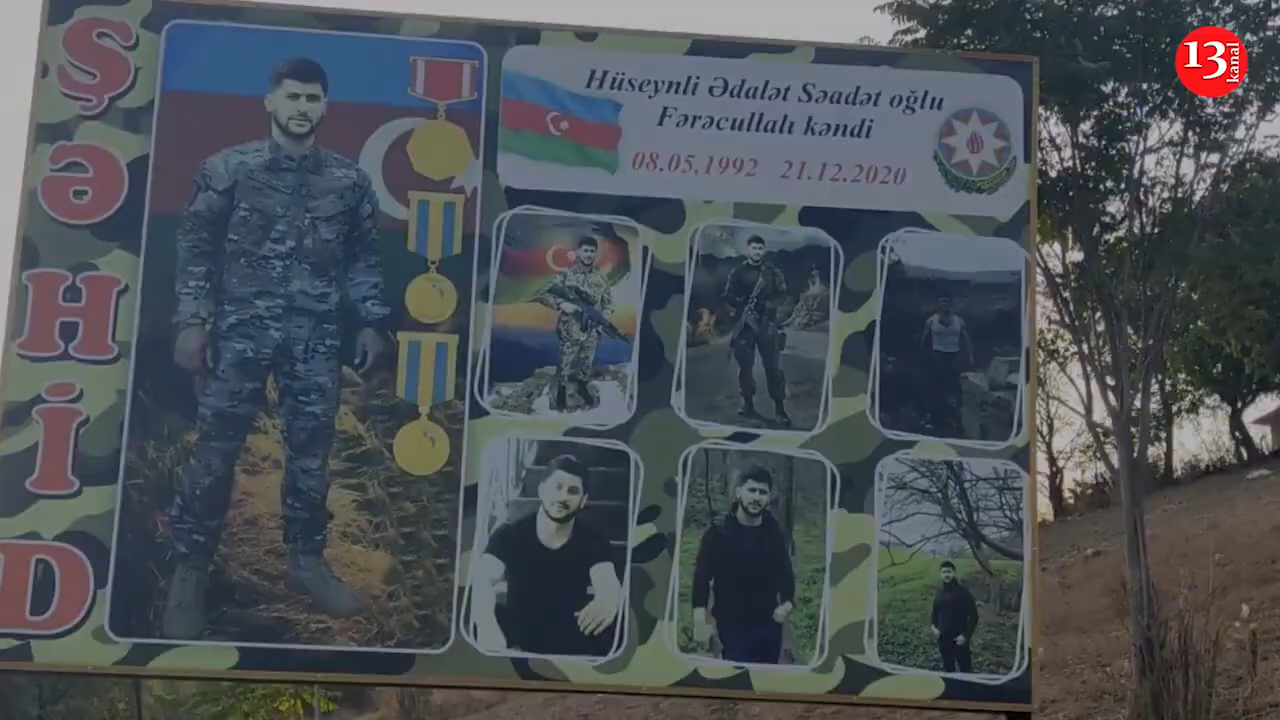 ŞƏHİD
Hüseynli Ədalət Səadət oğlu
Fərəcullalı kəndi
08.05.1992 21.12.2020
13
kanal